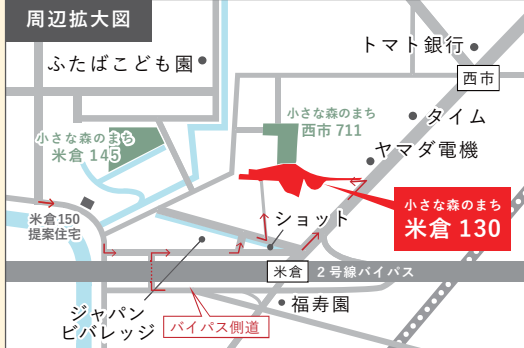 周辺拡大図
トマト銀行
ふたばこども園
西市
小さな森のまち
西市 711
タイム
小さな森のまち
米倉 145
ヤマダ電機
小さな森のまち
米倉 130
米倉150
提案住宅
ショット
米倉
2号線バイパス
ジャパン
ビバレッジ
バイパス側道
福寿園